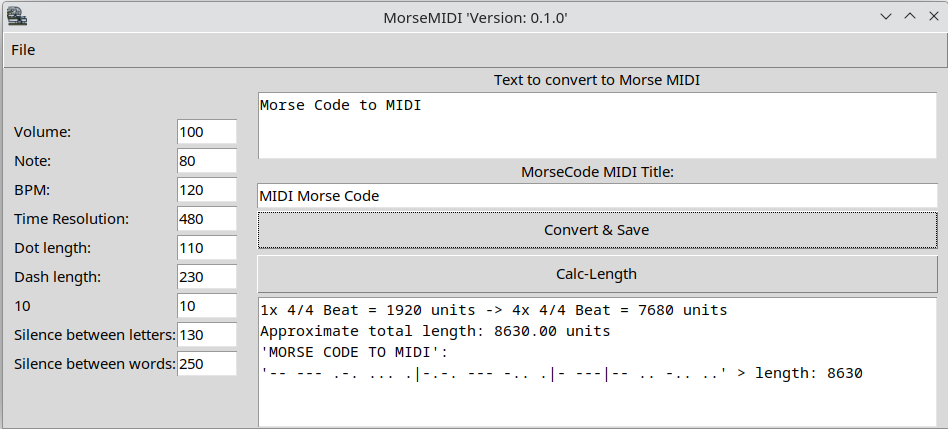 MorseMIDI 'Version: 0.1.0'
File
Text to convert to Morse MIDI
Morse Code to MIDI
Volume: 100
Note: 80
BPM: 120
Time Resolution: 480
Dot length: 110
Dash length: 230
10 10
Silence between letters: 130
Silence between words: 250
MorseCode MIDI Title:
MIDI Morse Code
Convert & Save
Calc-Length
1x 4/4 Beat = 1920 units -> 4x 4/4 Beat = 7680 units
Approximate total length: 8630.00 units
'MORSE CODE TO MIDI':
'-- --- .-. ... .|-.-. --- -.. .|- ---|-- .. -.. ..' > length: 8630